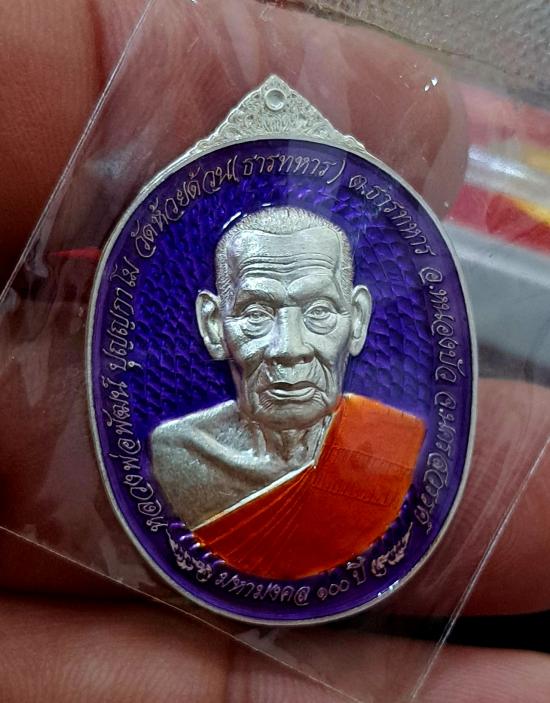 หลวงพ่อพัฒน์ ปุญญกาโม วัดห้วยด้วน(ธารทหาร) ต.ธารทหาร อ.หนองบัว จ.นครสวรรค์
มหามงคล ๑๐๐ ปี